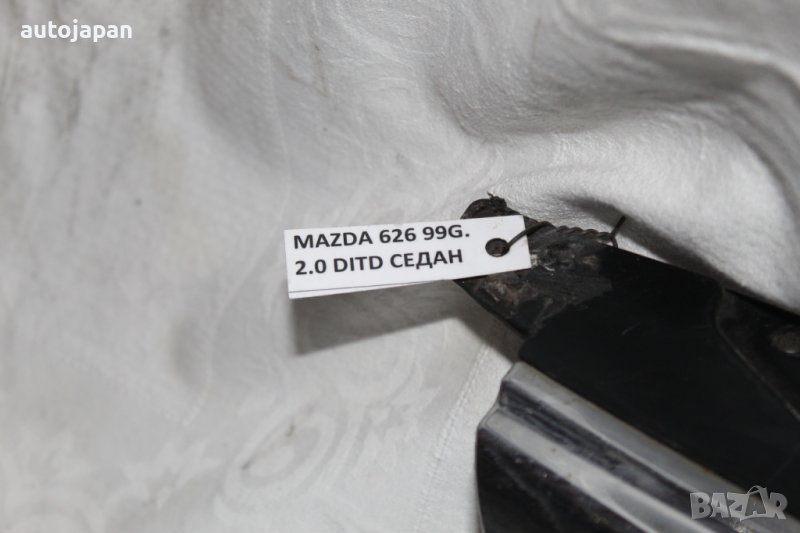 autojapan
MAZDA 626 99G.
2.0 DITD СЕДАН
BAZAR